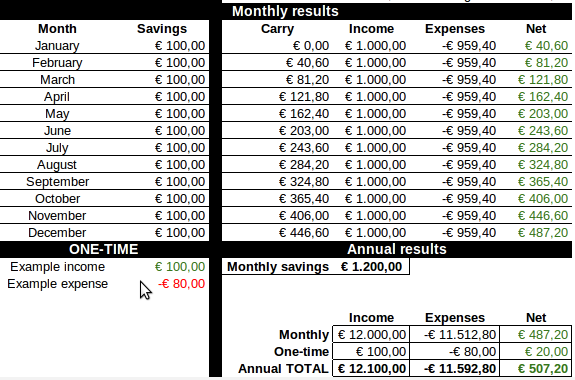 Monthly results
Month Savings Carry Income Expenses Net
January € 100,00 € 0,00 € 1.000,00 -€ 959,40 € 40,60
February € 100,00 € 40,60 € 1.000,00 -€ 959,40 € 81,20
March € 100,00 € 81,20 € 1.000,00 -€ 959,40 € 121,80
April € 100,00 € 121,80 € 1.000,00 -€ 959,40 € 162,40
May € 100,00 € 162,40 € 1.000,00 -€ 959,40 € 203,00
June € 100,00 € 203,00 € 1.000,00 -€ 959,40 € 243,60
July € 100,00 € 243,60 € 1.000,00 -€ 959,40 € 284,20
August € 100,00 € 284,20 € 1.000,00 -€ 959,40 € 324,80
September € 100,00 € 324,80 € 1.000,00 -€ 959,40 € 365,40
October € 100,00 € 365,40 € 1.000,00 -€ 959,40 € 406,00
November € 100,00 € 406,00 € 1.000,00 -€ 959,40 € 446,60
December € 100,00 € 446,60 € 1.000,00 -€ 959,40 € 487,20
ONE-TIME Annual results
Example income € 100,00 Monthly savings € 1.200,00
Example expense -€ 80,00
Income Expenses Net
Monthly € 12.000,00 -€ 11.512,80 € 487,20
One-time € 100,00 -€ 80,00 € 20,00
Annual TOTAL € 12.100,00 -€ 11.592,80 € 507,20